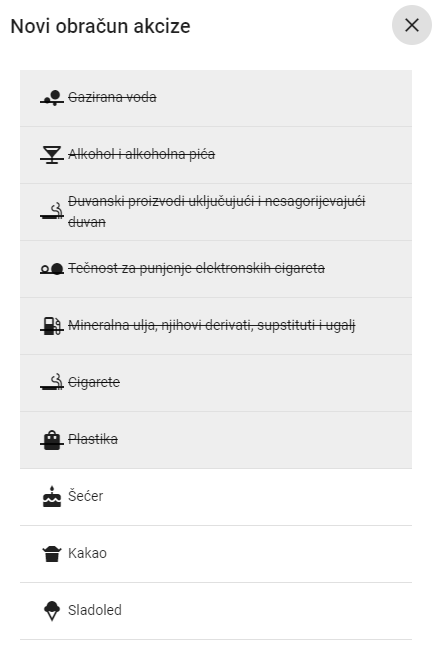 Novi obračun akcize
Gazirana voda
Alkohol i alkoholna pića
Duvanski proizvodi uključujući i nesagorijevajući
duvan
Tečnost za punjenje elektronskih cigareta
Mineralna ulja, njihovi derivati, supstituti i ugalj
Cigarete
Plastika
Šećer
Kakao
Sladoled